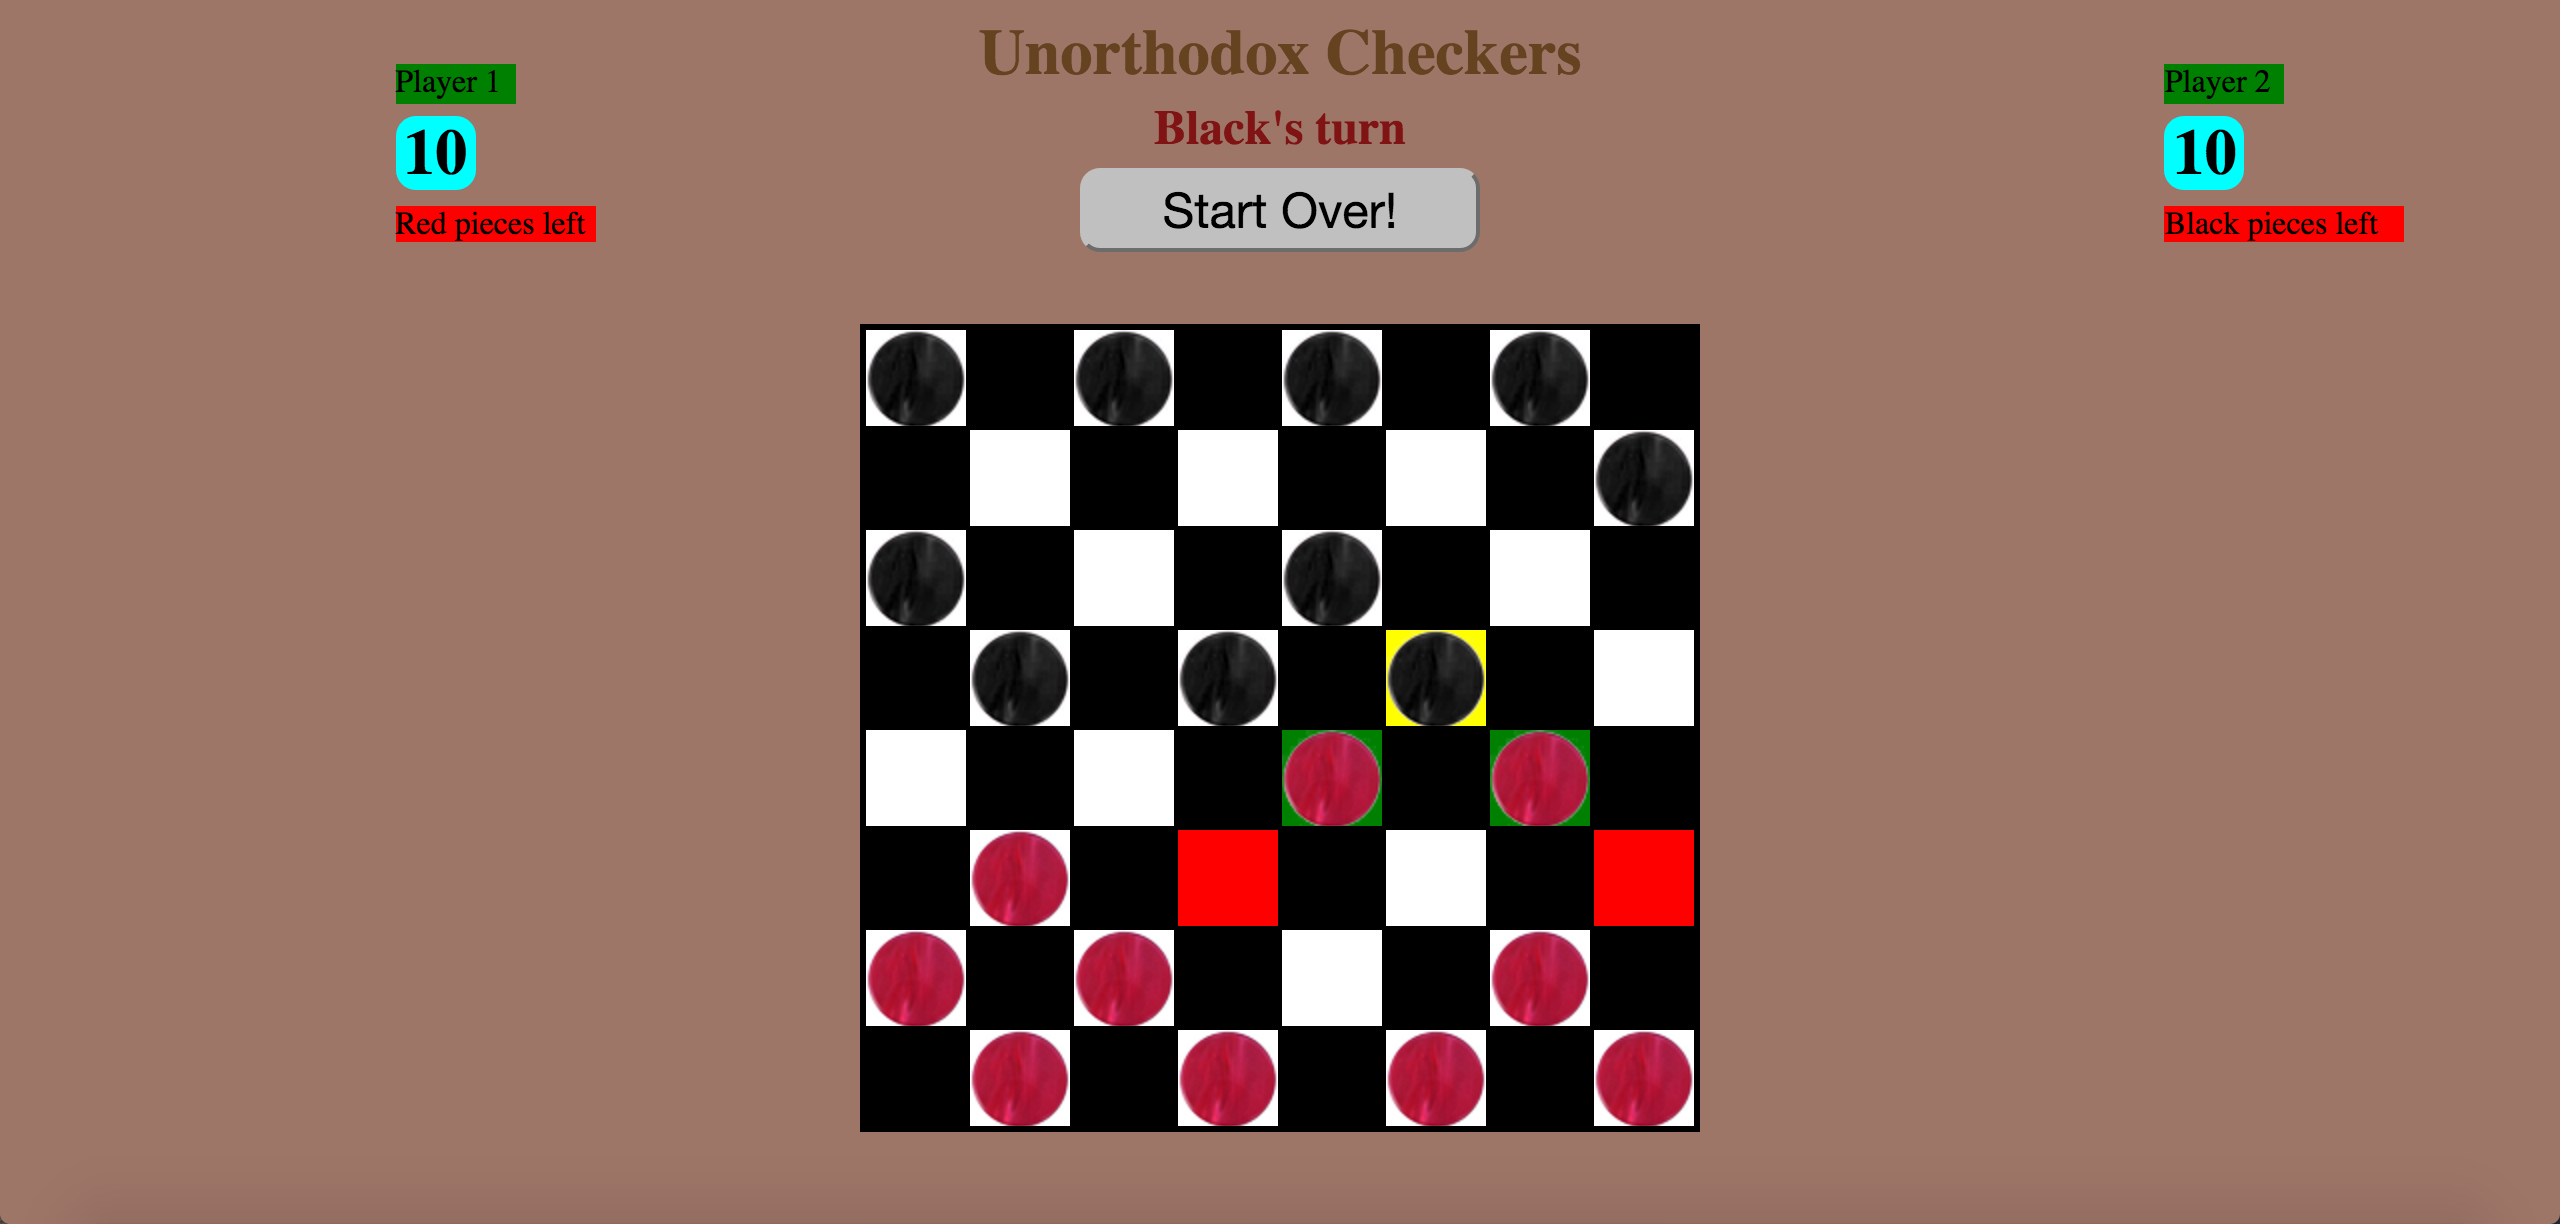 Unorthodox Checkers
Player 1
10
Red pieces left
Black's turn
Start Over!
Player 2
10
Black pieces left